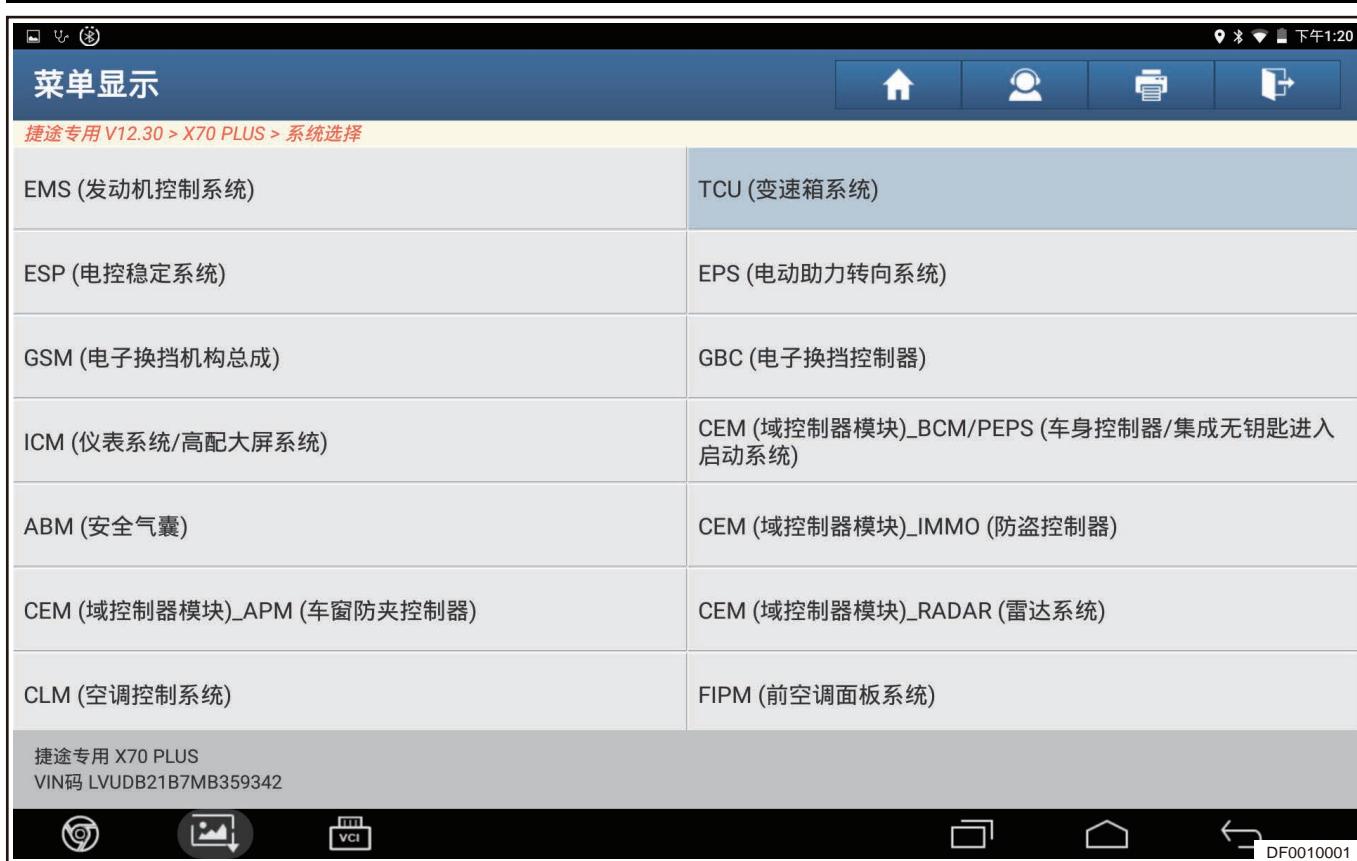 下午1:20
菜单显示
捷途专用 V12.30 > X70 PLUS > 系统选择
EMS (发动机控制系统)
TCU (变速箱系统)
ESP (电控稳定系统)
EPS (电动助力转向系统)
GSM (电子换挡机构总成)
GBC (电子换挡控制器)
ICM (仪表系统/高配大屏系统)
CEM (域控制器模块)_BCM/PEPS (车身控制器/集成无钥匙进入
启动系统)
ABM (安全气囊)
CEM (域控制器模块)_IMMO (防盗控制器)
CEM (域控制器模块)_APM (车窗防夹控制器)
CEM (域控制器模块)_RADAR (雷达系统)
CLM (空调控制系统)
FIPM (前空调面板系统)
捷途专用 X70 PLUS
VIN码 LVUDB21B7MB359342
VCI
DF0010001